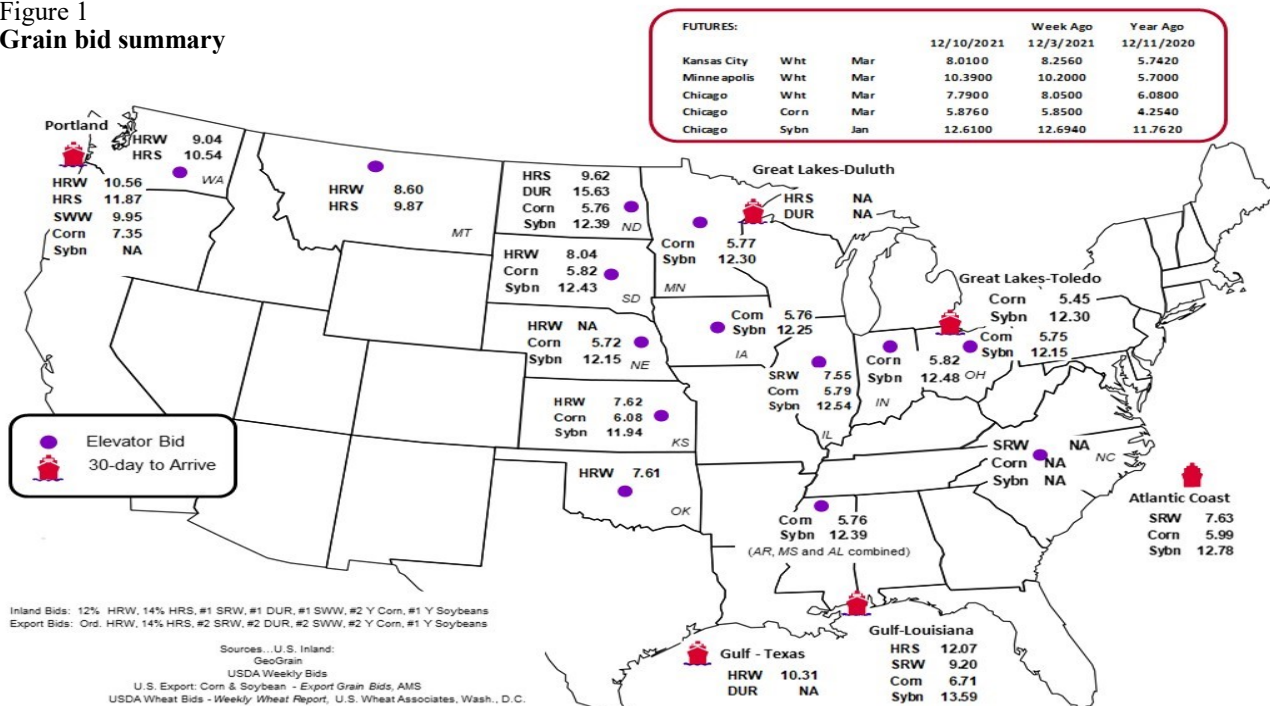 Figure 1
Grain bid summary
FUTURES: Week Ago Year Ago
12/10/2021 12/3/2021 12/11/2020
Kansas City Wht Mar 8.0100 8.2560 5.7420
Minneapolis Wht Mar 10.3900 10.2000 5.7000
Chicago Wht Mar 7.7900 8.0500 6.0800
Chicago Corn Mar 5.8760 5.8500 4.2540
Chicago Sybn Jan 12.6100 12.6940 11.7620
Portland
HRW 10.56
HRS 11.87
SWW 9.95
Corn 7.35
Sybn NA
HRW 9.04
HRS 10.54
WA
HRW 8.60
HRS 9.87
MT
HRS 9.62
DUR 15.63
Corn 5.76
Sybn 12.39
ND
HRW 8.04
Corn 5.82
Sybn 12.43
SD
HRW NA
Corn 5.72
Sybn 12.15
NE
HRW 7.62
Corn 6.08
Sybn 11.94
KS
HRW 7.61
OK
Great Lakes-Duluth
HRS NA
DUR NA
Corn 5.77
Sybn 12.30
MN
Corn 5.76
Sybn 12.25
IA
SRW 7.55
Corn 5.79
Sybn 12.54
IL
Corn 5.82
Sybn 12.48
IN
Great Lakes-Toledo
Corn 5.45
Sybn 12.30
Corn 5.75
Sybn 12.15
OH
SRW NA
Corn NA
Sybn NA
NC
Atlantic Coast
SRW 7.63
Corn 5.99
Sybn 12.78
Corn 5.76
Sybn 12.39
(AR, MS and AL combined)
Gulf-Louisiana
HRS 12.07
SRW 9.20
Corn 6.71
Sybn 13.59
Gulf - Texas
HRW 10.31
DUR NA
Elevator Bid
30-day to Arrive
Inland Bids: 12% HRW, 14% HRS, #1 SRW, #1 DUR, #1 SWW, #2 Y Corn, #1 Y Soybeans
Export Bids: Ord. HRW, 14% HRS, #2 SRW, #2 DUR, #2 SWW, #2 Y Corn, #1 Y Soybeans
Sources...U.S. Inland:
GeoGrain
USDA Weekly Bids
U.S. Export: Corn & Soybean - Export Grain Bids, AMS
USDA Wheat Bids - Weekly Wheat Report, U.S. Wheat Associates, Wash., D.C.